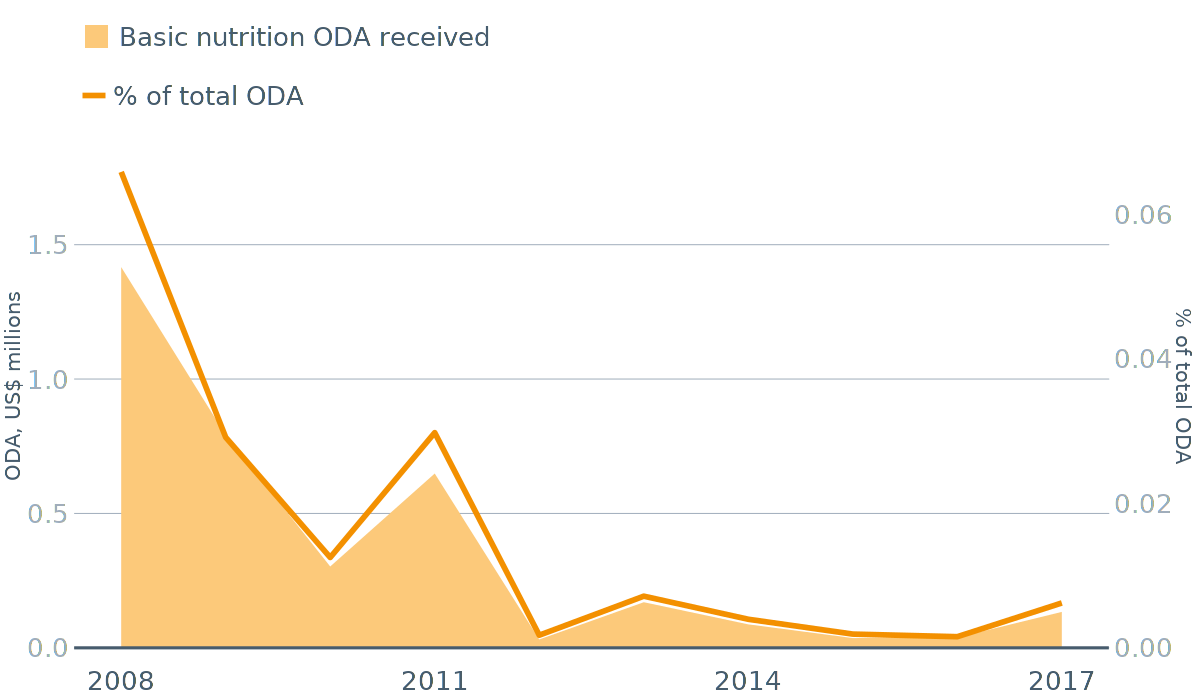 Basic nutrition ODA received
% of total ODA
0.06
1.5
0.04
1.0
0.02
0.5
0.00
0.0
ODA, US$ millions
% of total ODA
2008 2011 2014 2017